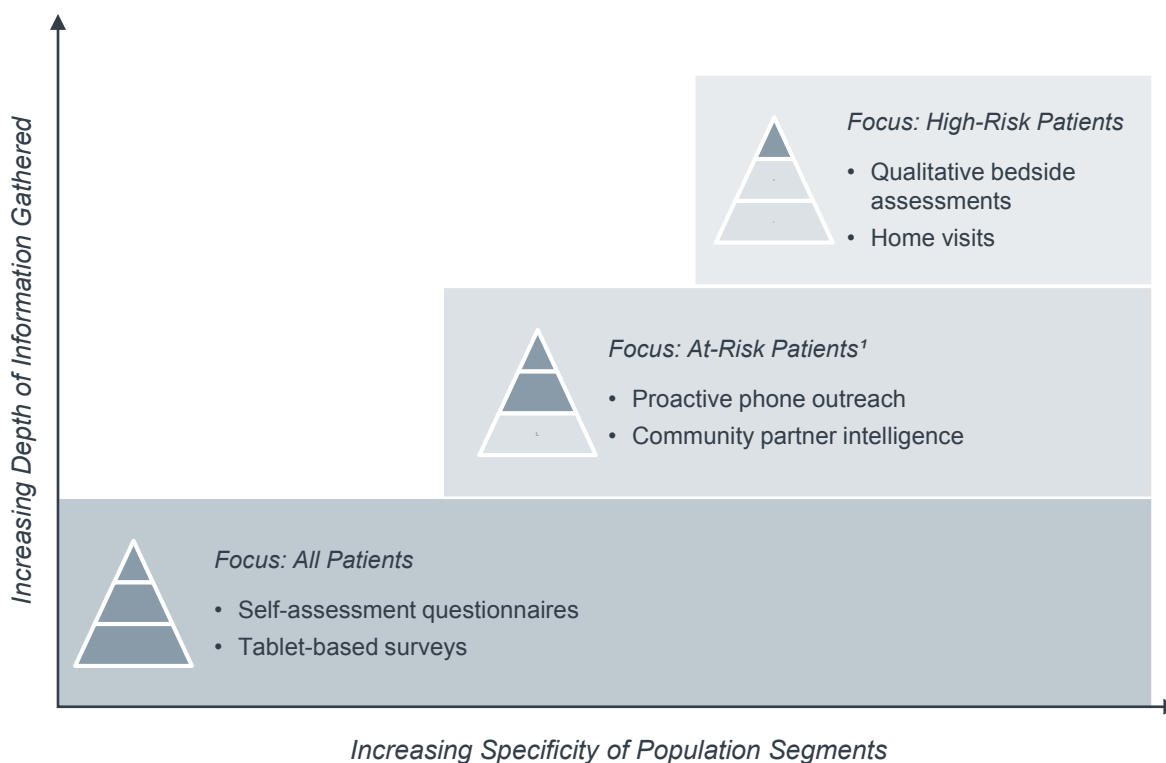 Increasing Depth of Information Gathered
Focus: High-Risk Patients
• Qualitative bedside
assessments
• Home visits
Focus: At-Risk Patients¹
• Proactive phone outreach
• Community partner intelligence
Focus: All Patients
• Self-assessment questionnaires
• Tablet-based surveys
Increasing Specificity of Population Segments